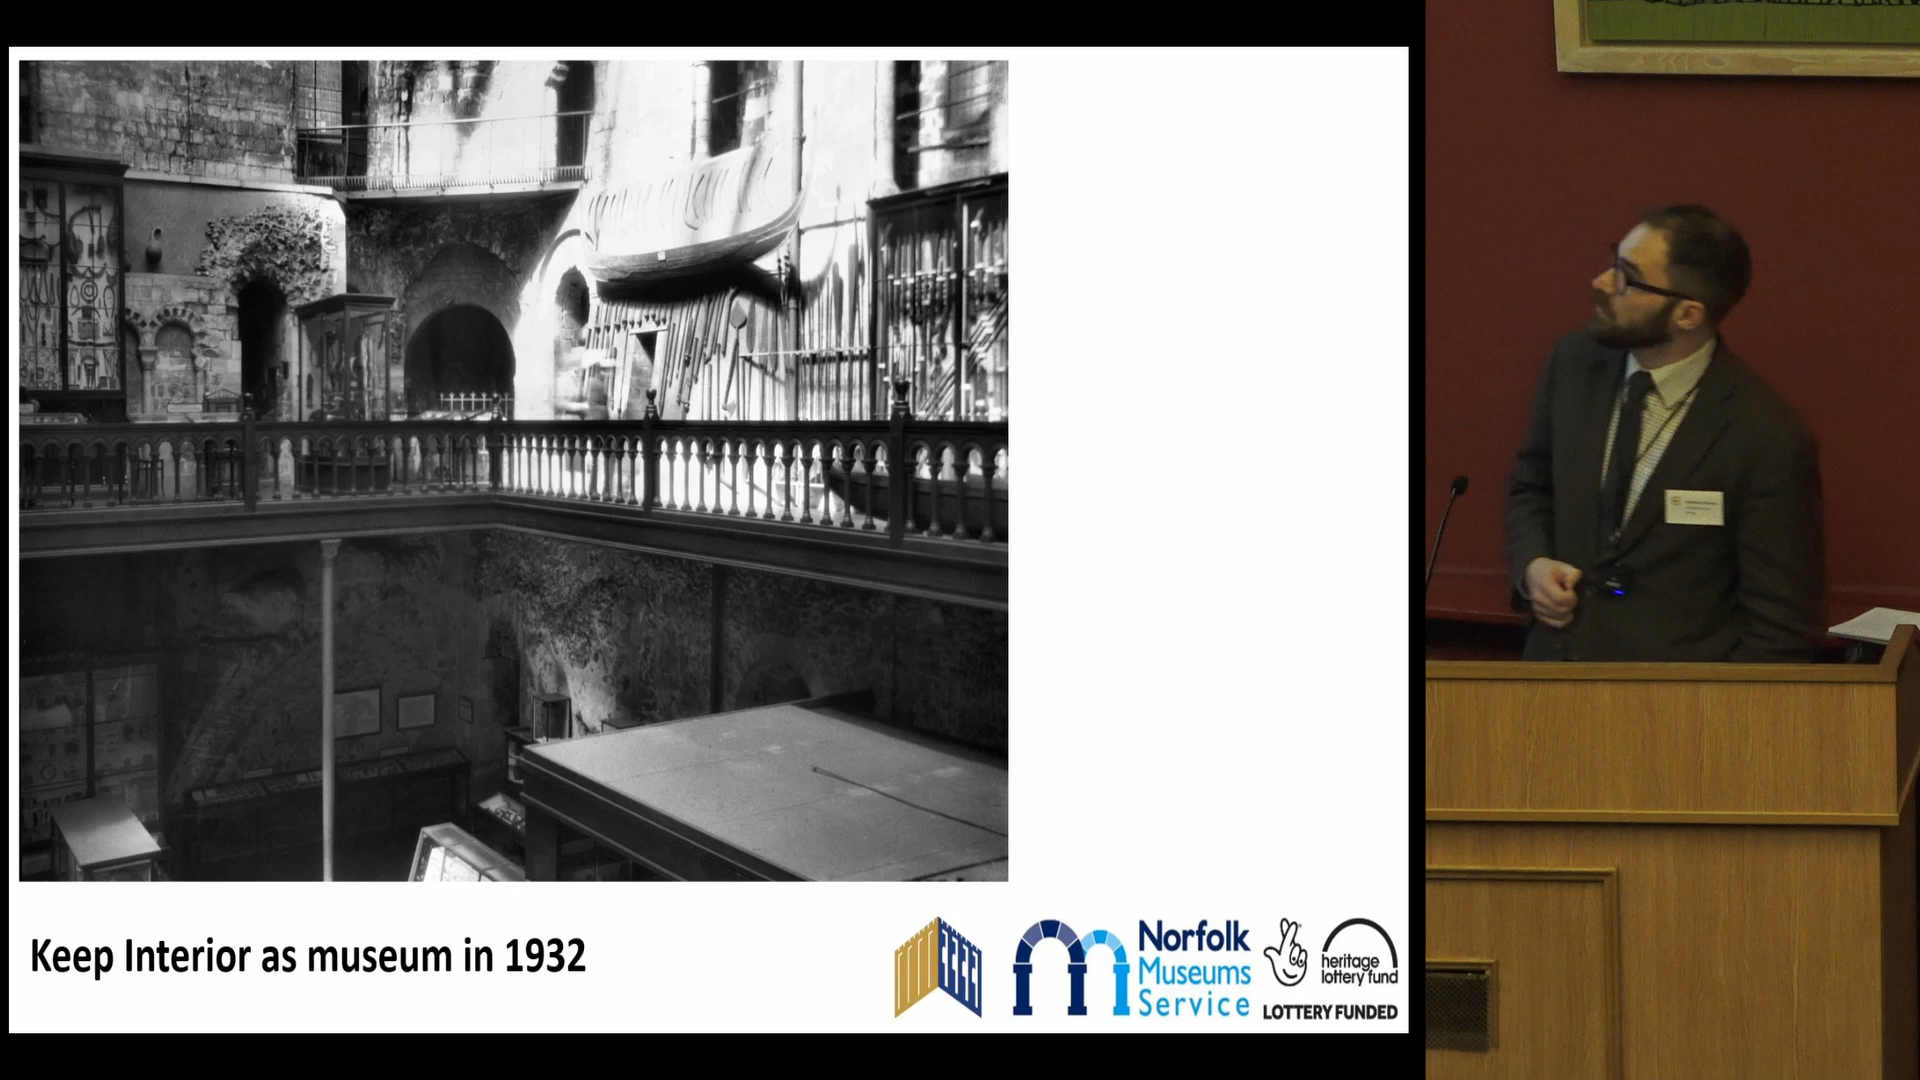 Keep Interior as museum in 1932
Norfolk
Museums
Service
heritage
lottery fund
LOTTERY FUNDED